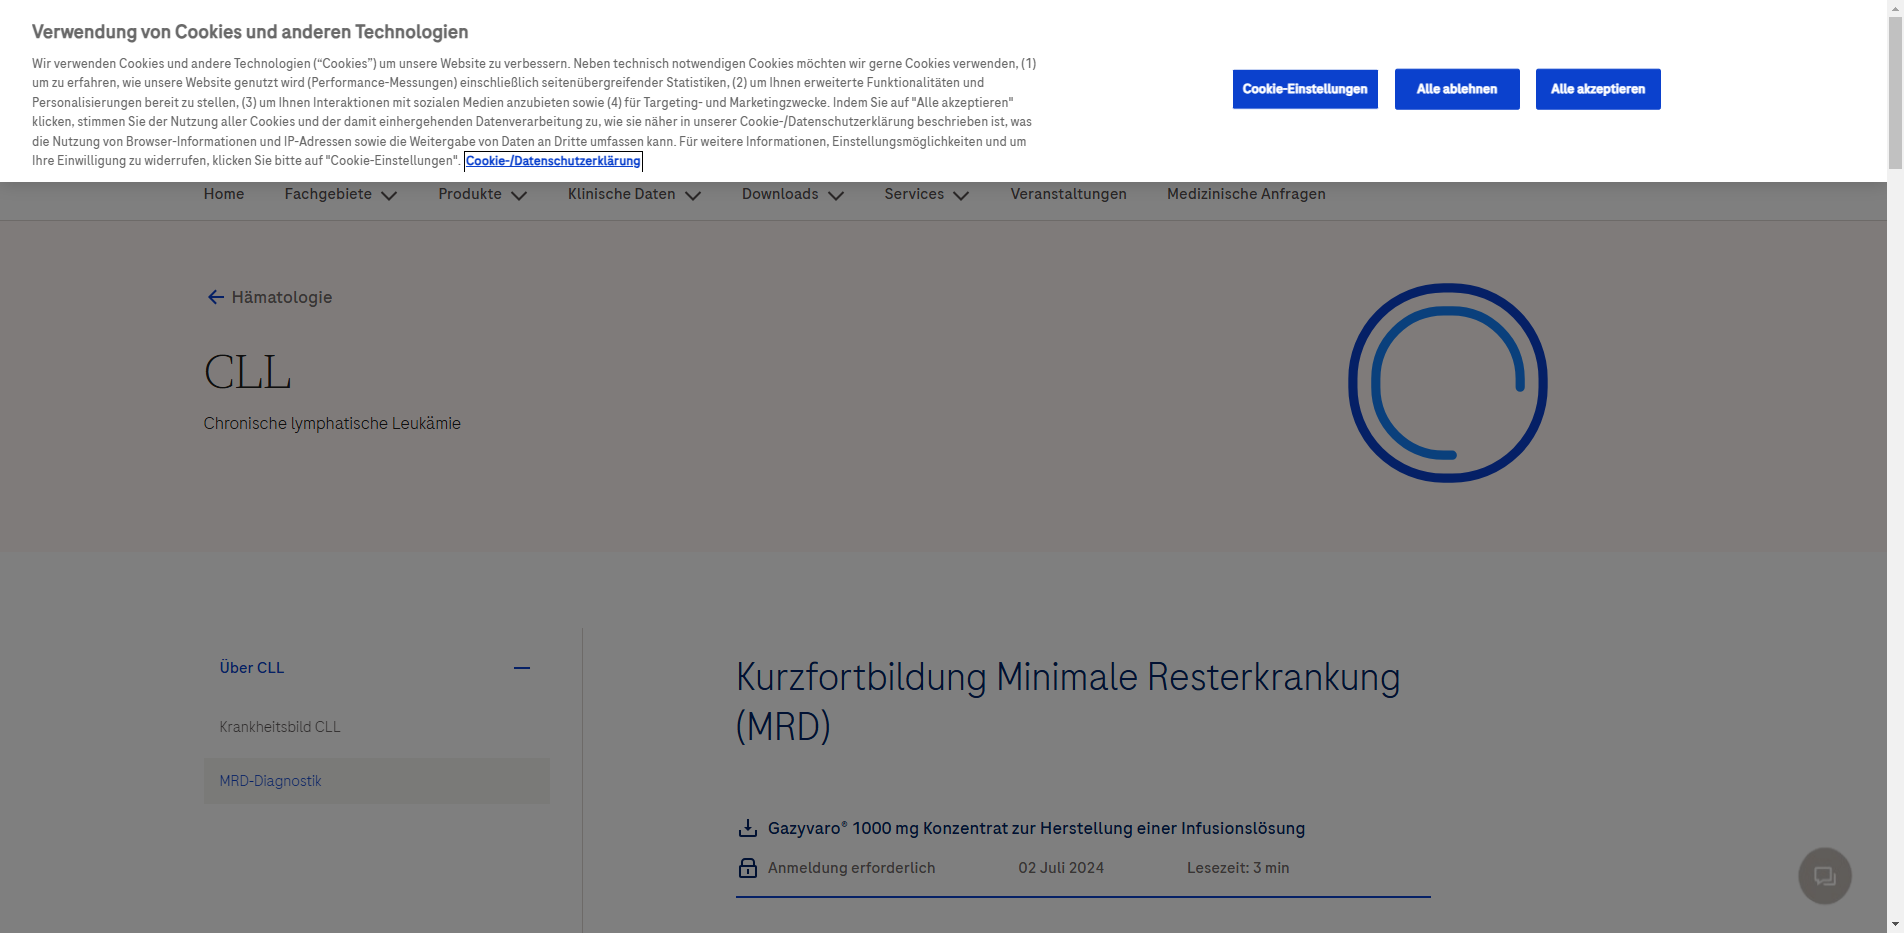 Verwendung von Cookies und anderen Technologien
Wir verwenden Cookies und andere Technologien (“Cookies”) um unsere Website zu verbessern. Neben technisch notwendigen Cookies möchten wir gerne Cookies verwenden, (1)
um zu erfahren, wie unsere Website genutzt wird (Performance-Messungen) einschließlich seitenübergreifender Statistiken, (2) um Ihnen erweiterte Funktionalitäten und
Personalisierungen bereit zu stellen, (3) um Ihnen Interaktionen mit sozialen Medien anzubieten sowie (4) für Targeting- und Marketingzwecke. Indem Sie auf "Alle akzeptieren"
klicken, stimmen Sie der Nutzung aller Cookies und der damit einhergehenden Datenverarbeitung zu, wie sie näher in unserer Cookie-/Datenschutzerklärung beschrieben ist, was
die Nutzung von Browser-Informationen und IP-Adressen sowie die Weitergabe von Daten an Dritte umfassen kann. Für weitere Informationen, Einstellungsmöglichkeiten und um
Ihre Einwilligung zu widerrufen, klicken Sie bitte auf "Cookie-Einstellungen". Cookie-/Datenschutzerklärung
Cookie-Einstellungen Alle ablehnen Alle akzeptieren
Home Fachgebiete Produkte Klinische Daten Downloads Services Veranstaltungen Medizinische Anfragen
Hämatologie
CLL
Chronische lymphatische Leukämie
Über CLL
Krankheitsbild CLL
MRD-Diagnostik
Kurzfortbildung Minimale Resterkrankung
(MRD)
Gazyvaro® 1000 mg Konzentrat zur Herstellung einer Infusionslösung
Anmeldung erforderlich 02 Juli 2024 Lesezeit: 3 min